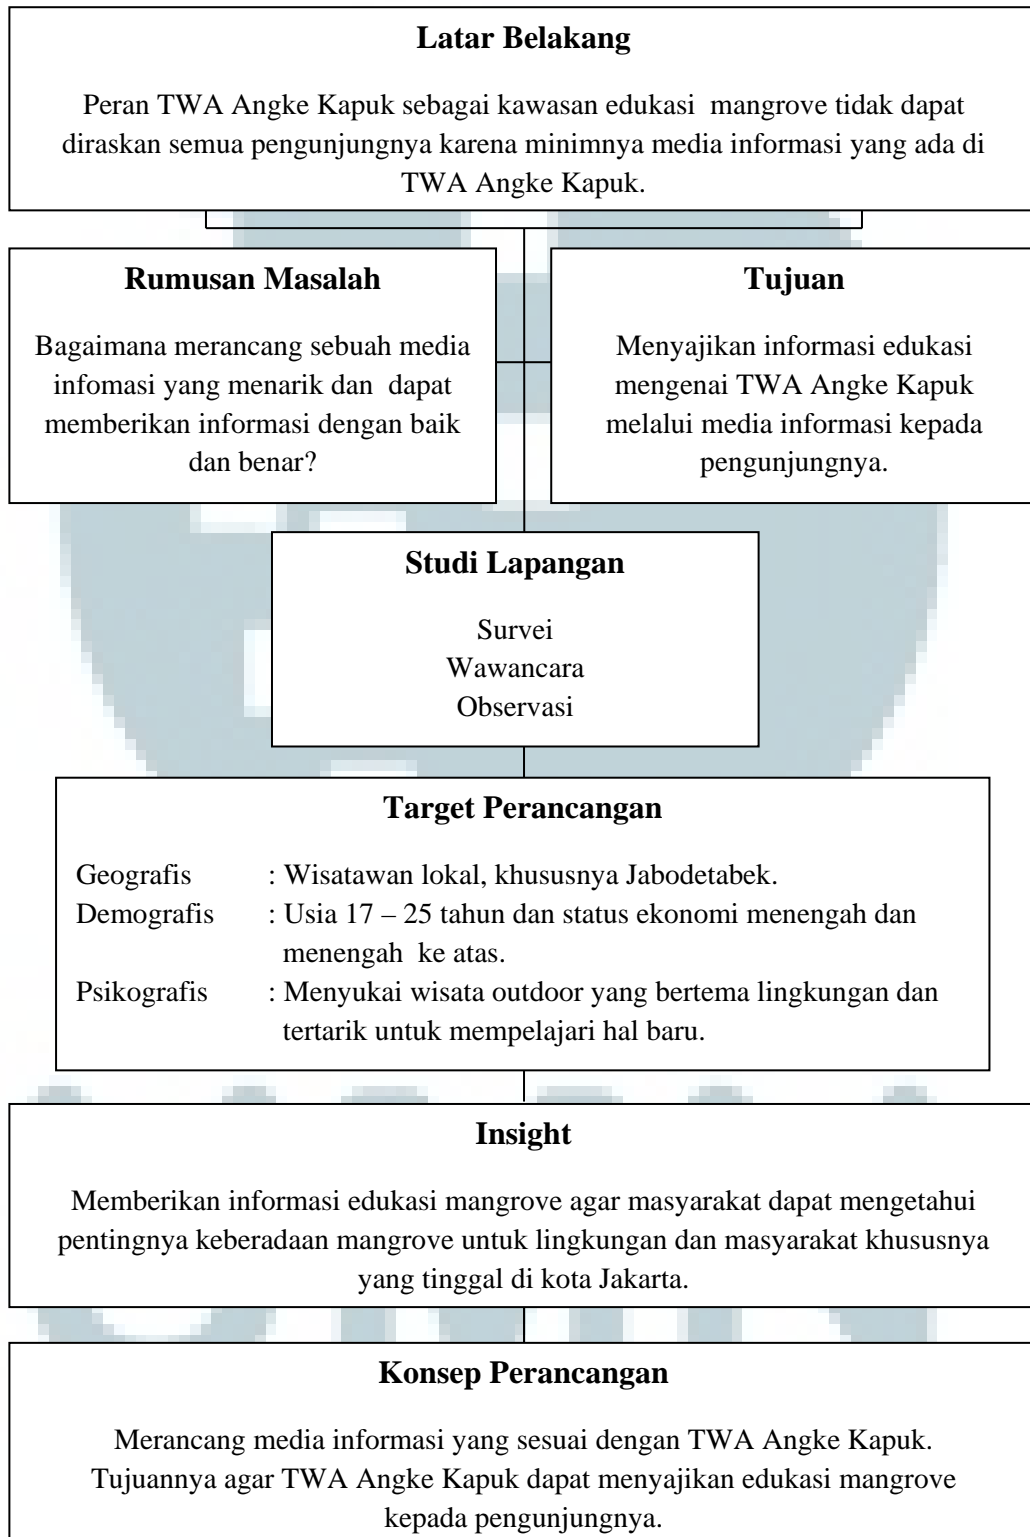 Latar Belakang
Peran TWA Angke Kapuk sebagai kawasan edukasi mangrove tidak dapat
diraskan semua pengunjungnya karena minimnya media informasi yang ada di
TWA Angke Kapuk.
Rumusan Masalah
Bagaimana merancang sebuah media
infomasi yang menarik dan dapat
memberikan informasi dengan baik
dan benar?
Tujuan
Menyajikan informasi edukasi
mengenai TWA Angke Kapuk
melalui media informasi kepada
pengunjungnya.
Studi Lapangan
Survei
Wawancara
Observasi
Target Perancangan
Geografis : Wisatawan lokal, khususnya Jabodetabek.
Demografis : Usia 17 – 25 tahun dan status ekonomi menengah dan
menengah ke atas.
Psikografis : Menyukai wisata outdoor yang bertema lingkungan dan
tertarik untuk mempelajari hal baru.
Insight
Memberikan informasi edukasi mangrove agar masyarakat dapat mengetahui
pentingnya keberadaan mangrove untuk lingkungan dan masyarakat khususnya
yang tinggal di kota Jakarta.
Konsep Perancangan
Merancang media informasi yang sesuai dengan TWA Angke Kapuk.
Tujuannya agar TWA Angke Kapuk dapat menyajikan edukasi mangrove
kepada pengunjungnya.